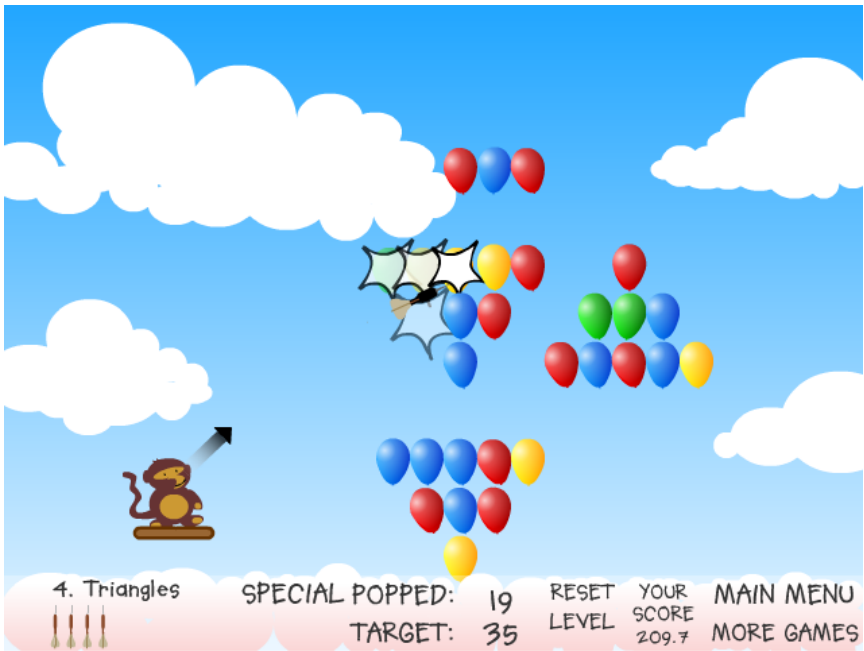 4. Triangles
SPECIAL POPPED: 19
TARGET: 35
RESET
LEVEL
YOUR
SCORE
209.7
MAIN MENU
MORE GAMES